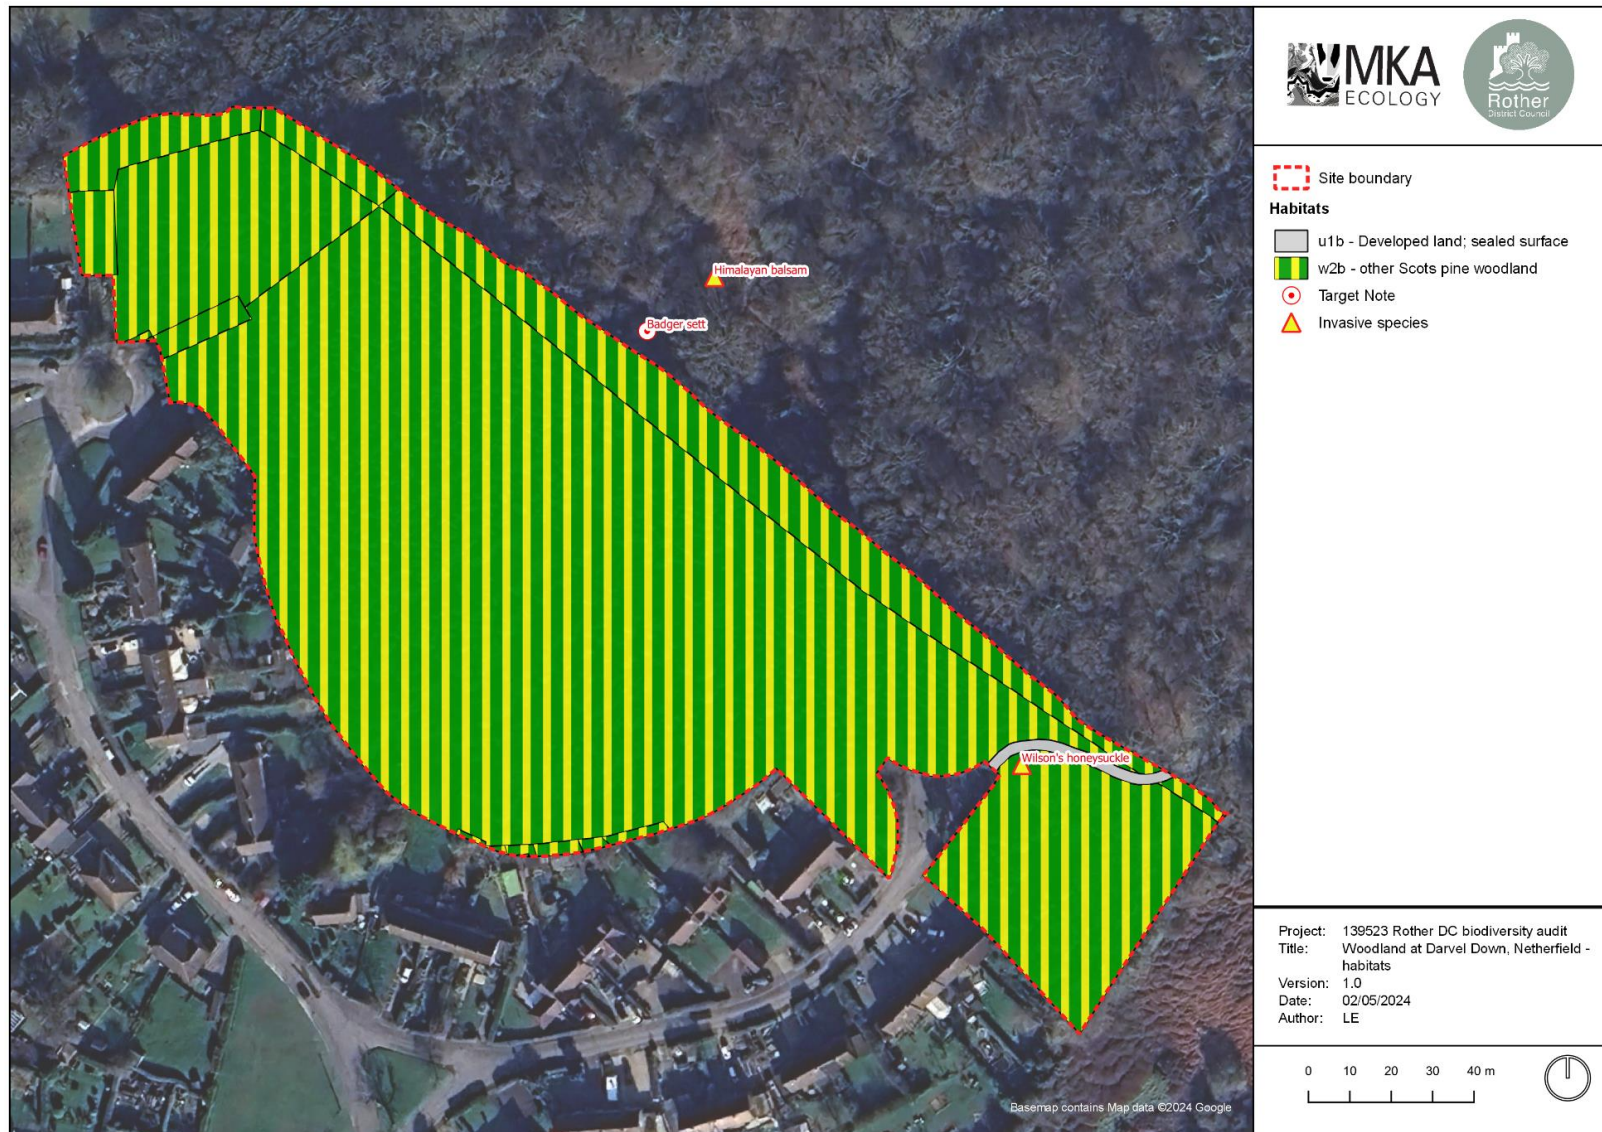 MKA
ECOLOGY
Rother
District Council
Site boundary
Habitats
u1b - Developed land; sealed surface
w2b - other Scots pine woodland
Target Note
Invasive species
Himalayan balsam
Badger sett
Wilson's honeysuckle
Basemap contains Map data ©2024 Google
Project: 139523 Rother DC biodiversity audit
Title: Woodland at Darvel Down, Netherfield -
habitats
Version: 1.0
Date: 02/05/2024
Author: LE
0 10 20 30 40 m